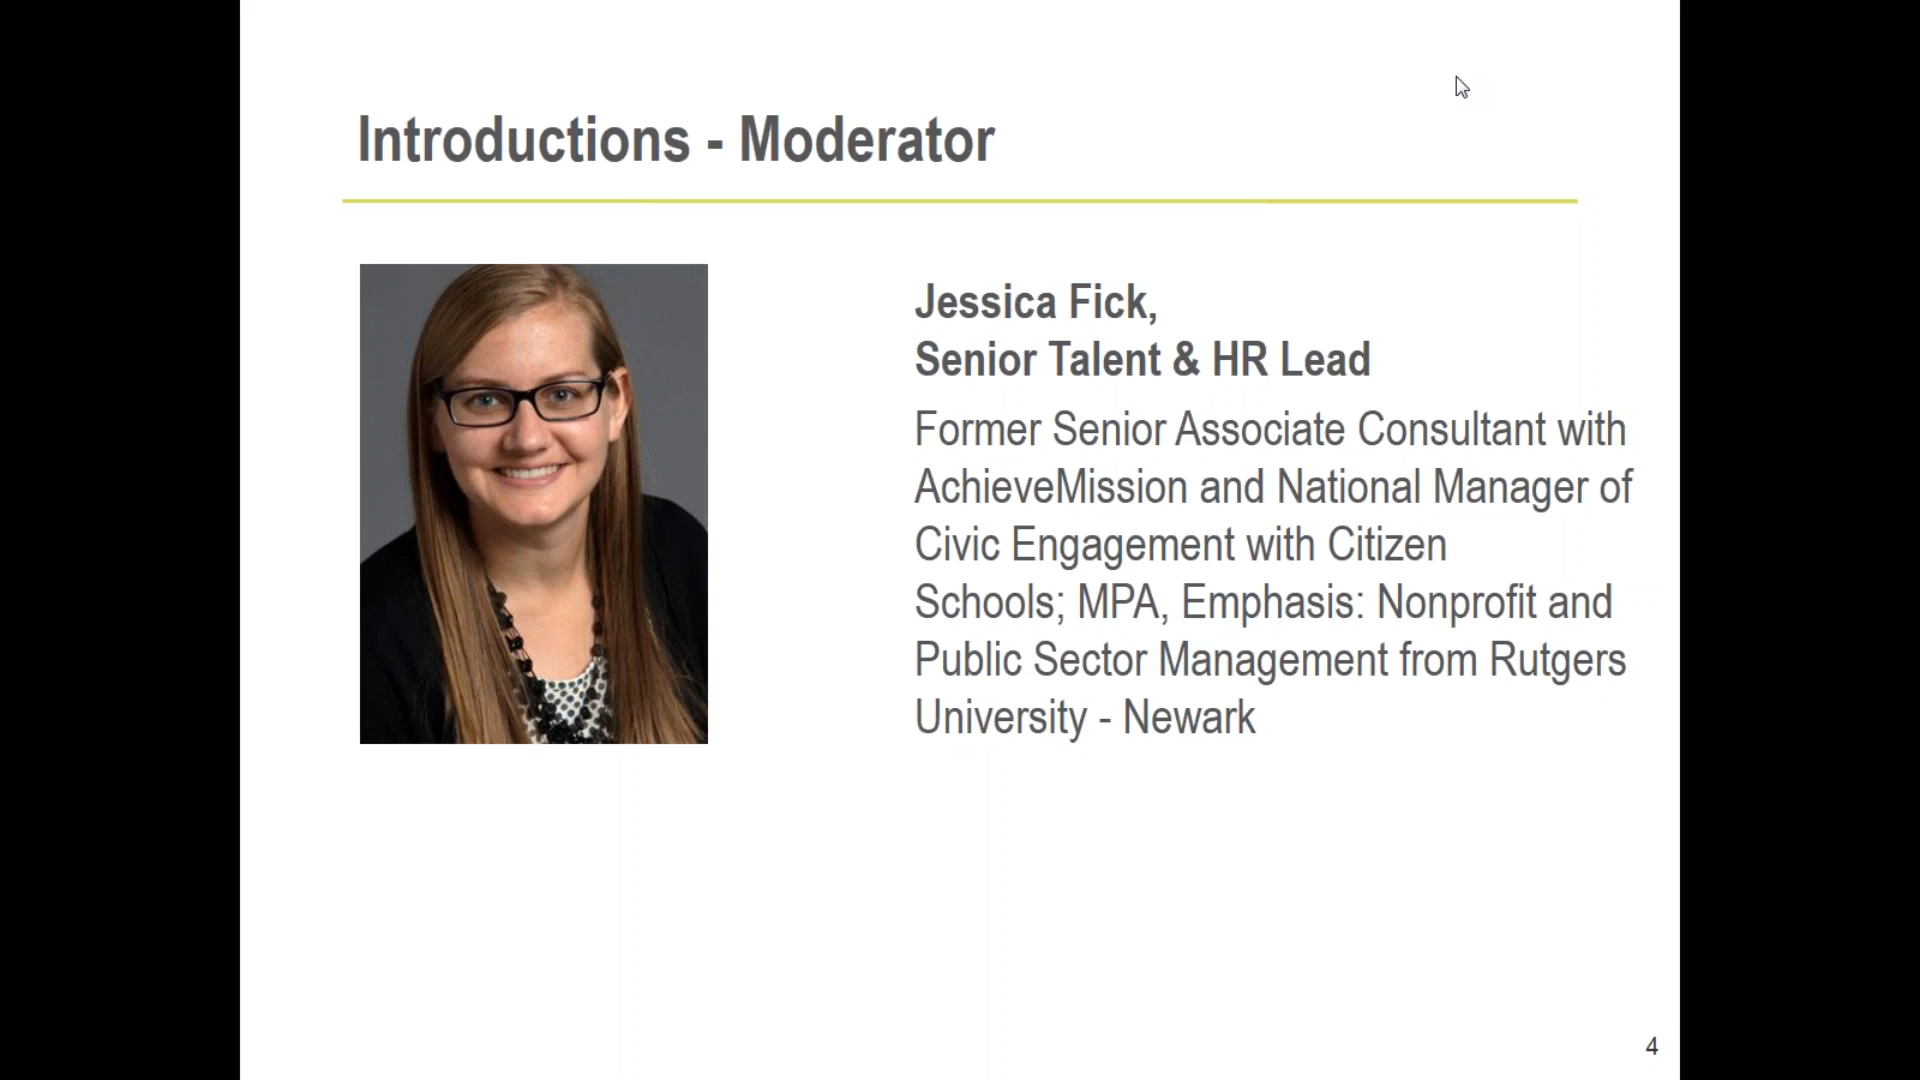 Introductions - Moderator
Jessica Fick,
Senior Talent & HR Lead
Former Senior Associate Consultant with
AchieveMission and National Manager of
Civic Engagement with Citizen
Schools; MPA, Emphasis: Nonprofit and
Public Sector Management from Rutgers
University - Newark
4